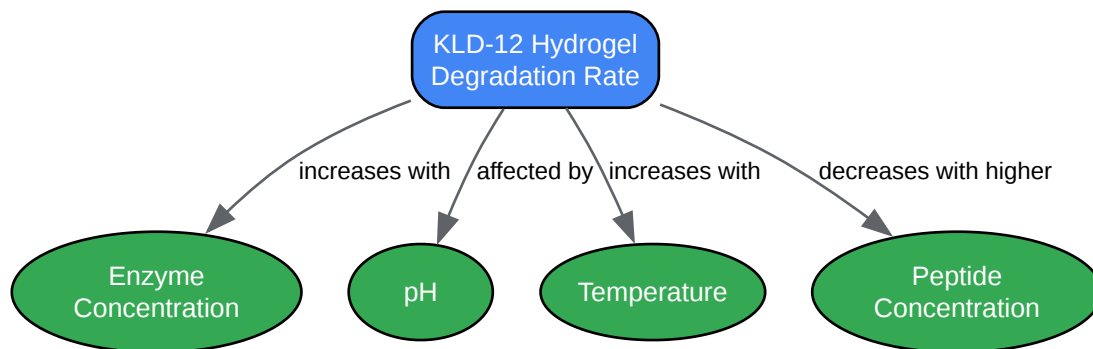 KLD-12 Hydrogel
Degradation Rate
increases with
affected by
increases with
decreases with higher
Enzyme
Concentration
pH
Temperature
Peptide
Concentration